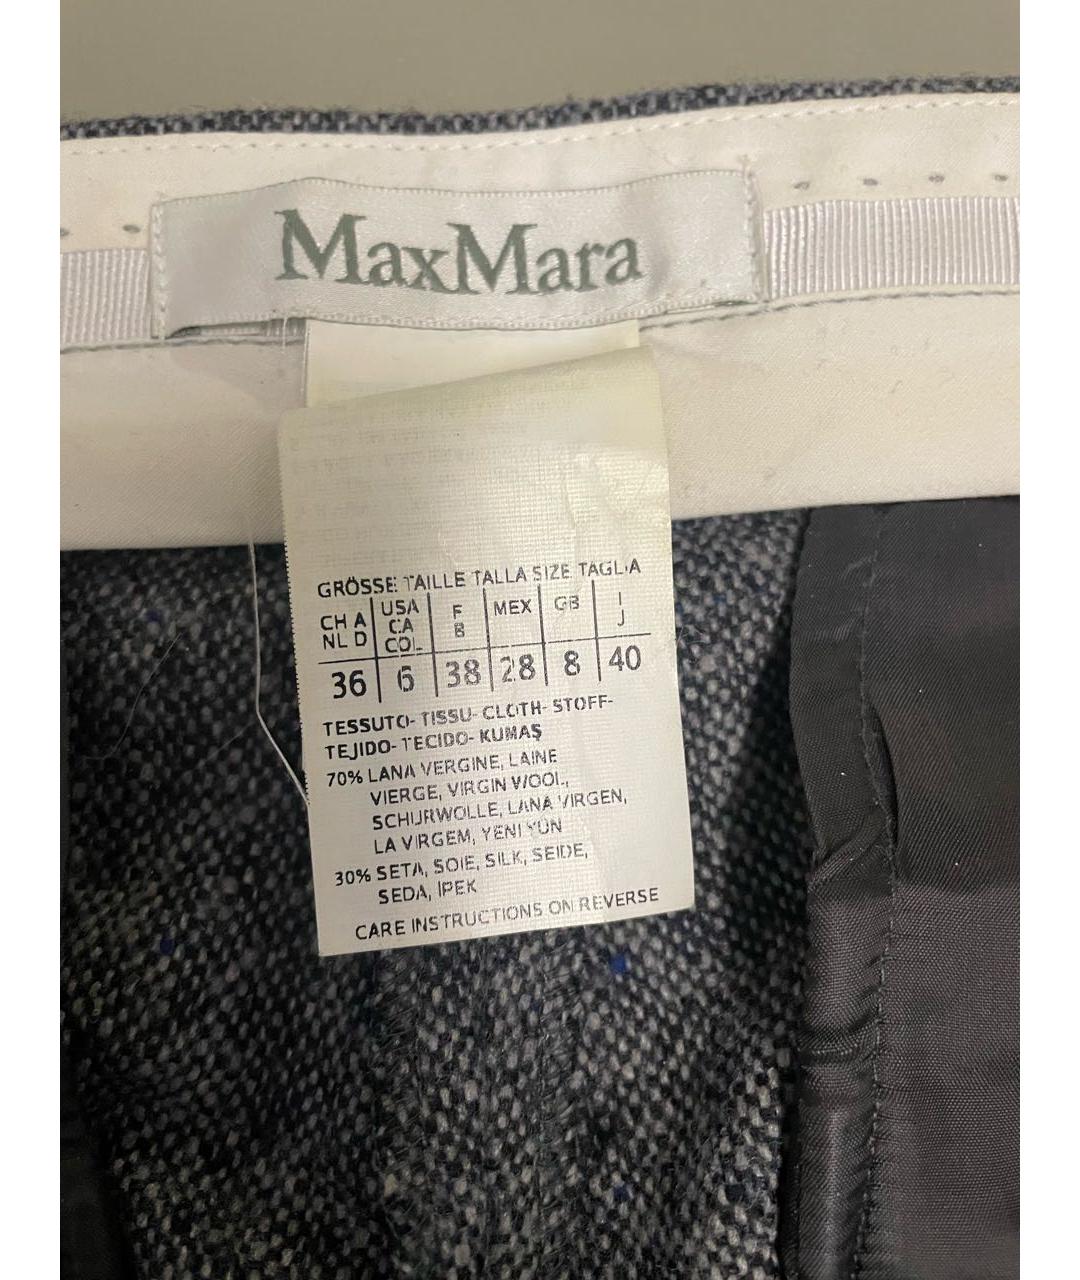 MaxMara
GRÖSSE TAILLE TALLA SIZE TAGLIA
CH A NL D | USA CA COL | F B | MEX | GB | I J
36 | 6 | 38 | 28 | 8 | 40
TESSUTO- TISSU- CLOTH- STOFF-
TEJIDO- TECIDO- KUMAŞ
70% LANA VERGINE, LAINE
VIERGE, VIRGIN WOOL,
SCHURWOLLE, LANA VIRGEN,
LA VIRGEM, YENI YÜN
30% SETA, SOIE, SILK, SEIDE,
SEDA, IPEK
CARE INSTRUCTIONS ON REVERSE